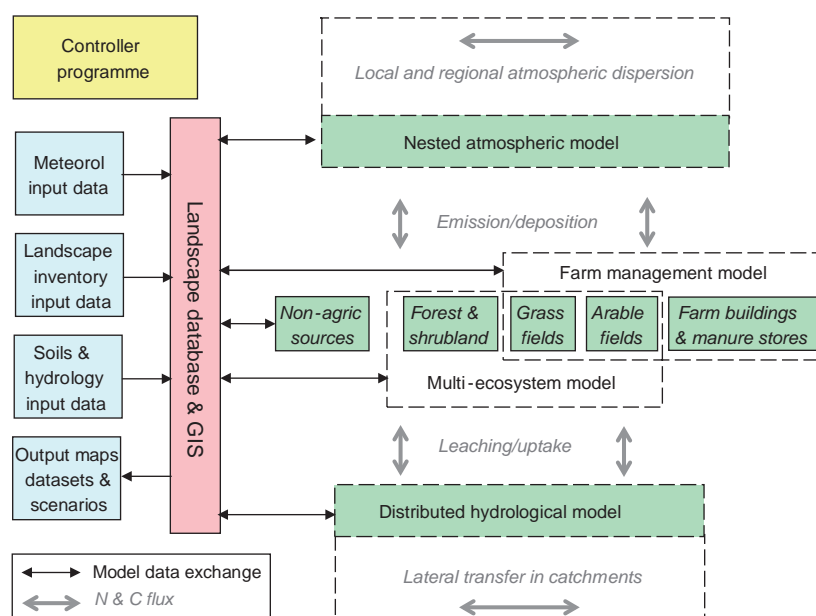 Controller
programme
Local and regional atmospheric dispersion
Nested atmospheric model
Meteorol
input data
Landscape
inventory
input data
Soils &
hydrology
input data
Output maps
datasets &
scenarios
Landscape database & GIS
Emission/deposition
Farm management model
Non-agric
sources
Forest &
shrubland
Grass
fields
Arable
fields
Farm buildings
& manure stores
Multi-ecosystem model
Leaching/uptake
Distributed hydrological model
Lateral transfer in catchments
Model data exchange
N & C flux